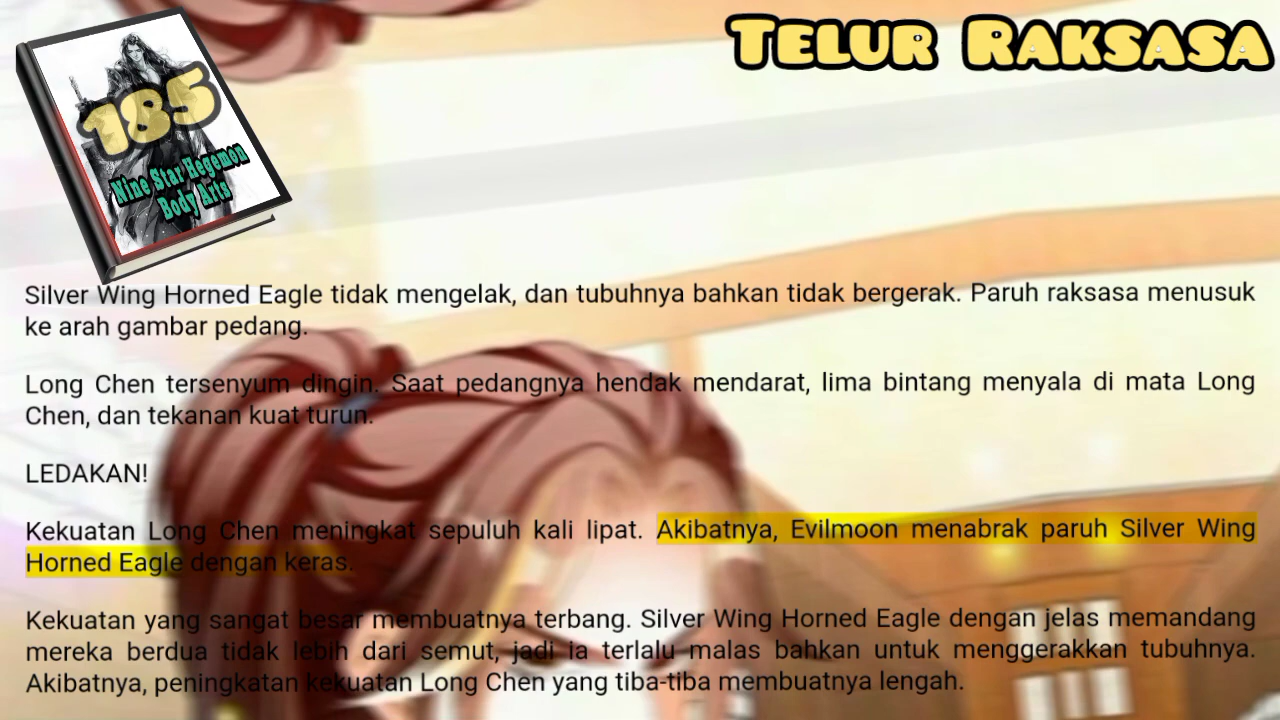 TELUR RAKSASA
185
Nine Star Hegemon
Body Arts
Silver Wing Horned Eagle tidak mengelak, dan tubuhnya bahkan tidak bergerak. Paruh raksasa menusuk
ke arah gambar pedang.
Long Chen tersenyum dingin. Saat pedangnya hendak mendarat, lima bintang menyala di mata Long
Chen, dan tekanan kuat turun.
LEDAKAN!
Kekuatan Long Chen meningkat sepuluh kali lipat. Akibatnya, Evilmoon menabrak paruh Silver Wing
Horned Eagle dengan keras.
Kekuatan yang sangat besar membuatnya terbang. Silver Wing Horned Eagle dengan jelas memandang
mereka berdua tidak lebih dari semut, jadi ia terlalu malas bahkan untuk menggerakkan tubuhnya.
Akibatnya, peningkatan kekuatan Long Chen yang tiba-tiba membuatnya lengah.